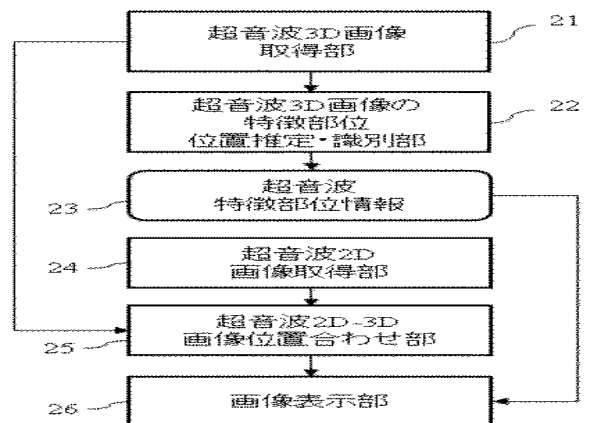 超音波3D画像
取得部
21
超音波3D画像の
特徴部位
位置推定・識別部
22
超音波
特徴部位情報
23
超音波2D
画像取得部
24
超音波2D-3D
画像位置合わせ部
25
画像表示部
26